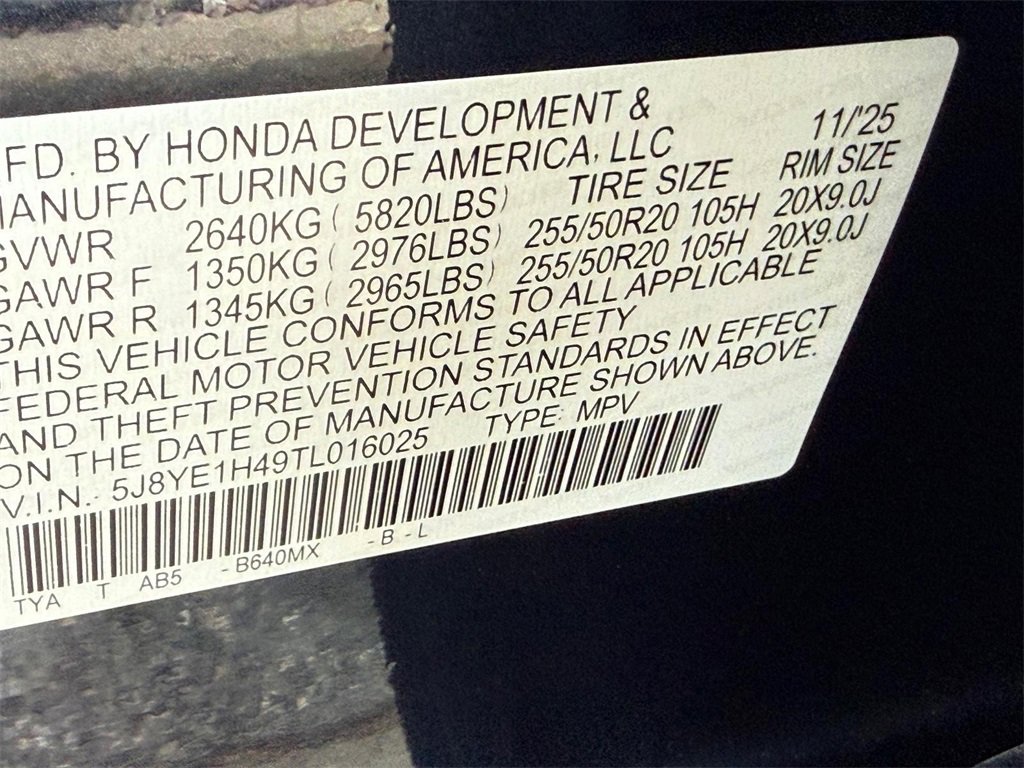 FD. BY HONDA DEVELOPMENT & 11/'25
MANUFACTURING OF AMERICA, LLC TIRE SIZE RIM SIZE
GVWR 2640KG ( 5820LBS)
GAWR F 1350KG ( 2976LBS) 255/50R20 105H 20X9.0J
GAWR R 1345KG ( 2965LBS) 255/50R20 105H 20X9.0J
THIS VEHICLE CONFORMS TO ALL APPLICABLE
FEDERAL MOTOR VEHICLE SAFETY
AND THEFT PREVENTION STANDARDS IN EFFECT
ON THE DATE OF MANUFACTURE SHOWN ABOVE.
V.I.N.- 5J8YE1H49TL016025 TYPE: MPV
TYA T AB5 - B640MX - B - L